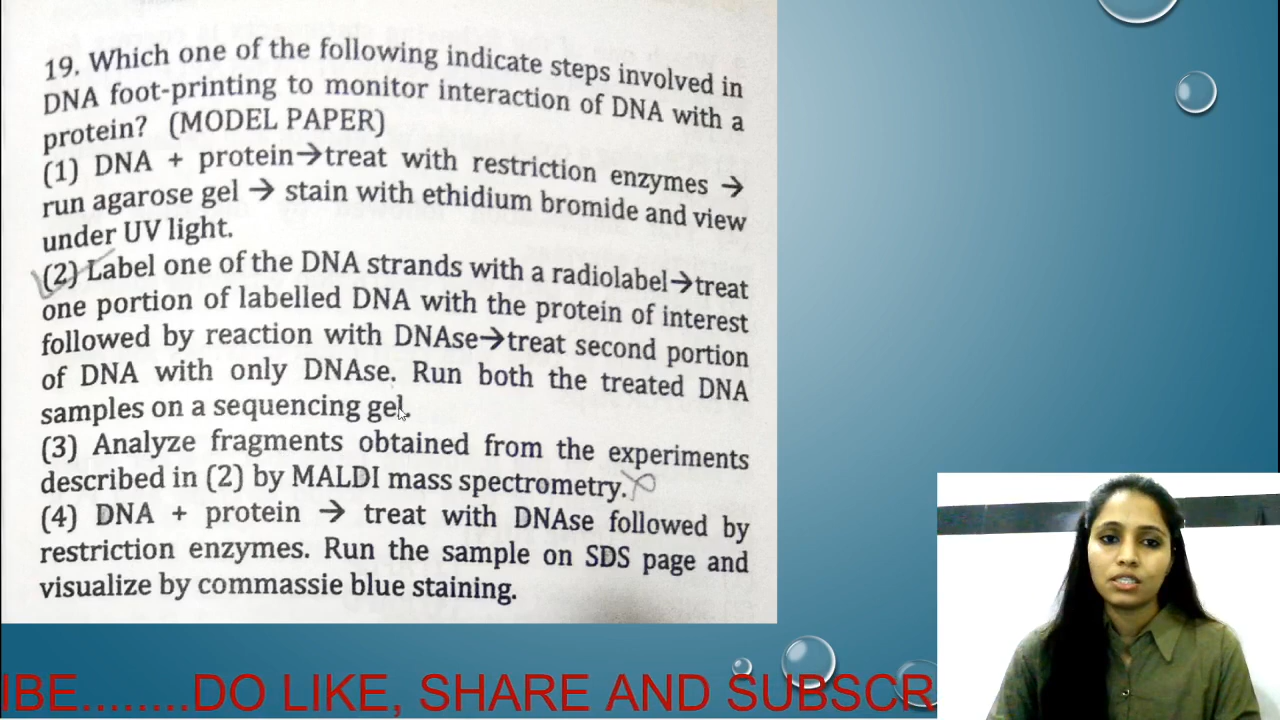 19. Which one of the following indicate steps involved in
DNA foot-printing to monitor interaction of DNA with a
protein? (MODEL PAPER)
(1) DNA + protein→treat with restriction enzymes →
run agarose gel → stain with ethidium bromide and view
under UV light.
(2) Label one of the DNA strands with a radiolabel→treat
one portion of labelled DNA with the protein of interest
followed by reaction with DNAse→treat second portion
of DNA with only DNAse. Run both the treated DNA
samples on a sequencing gel.
(3) Analyze fragments obtained from the experiments
described in (2) by MALDI mass spectrometry.
(4) DNA + protein → treat with DNAse followed by
restriction enzymes. Run the sample on SDS page and
visualize by commassie blue staining.
IBE........DO LIKE, SHARE AND SUBSCR